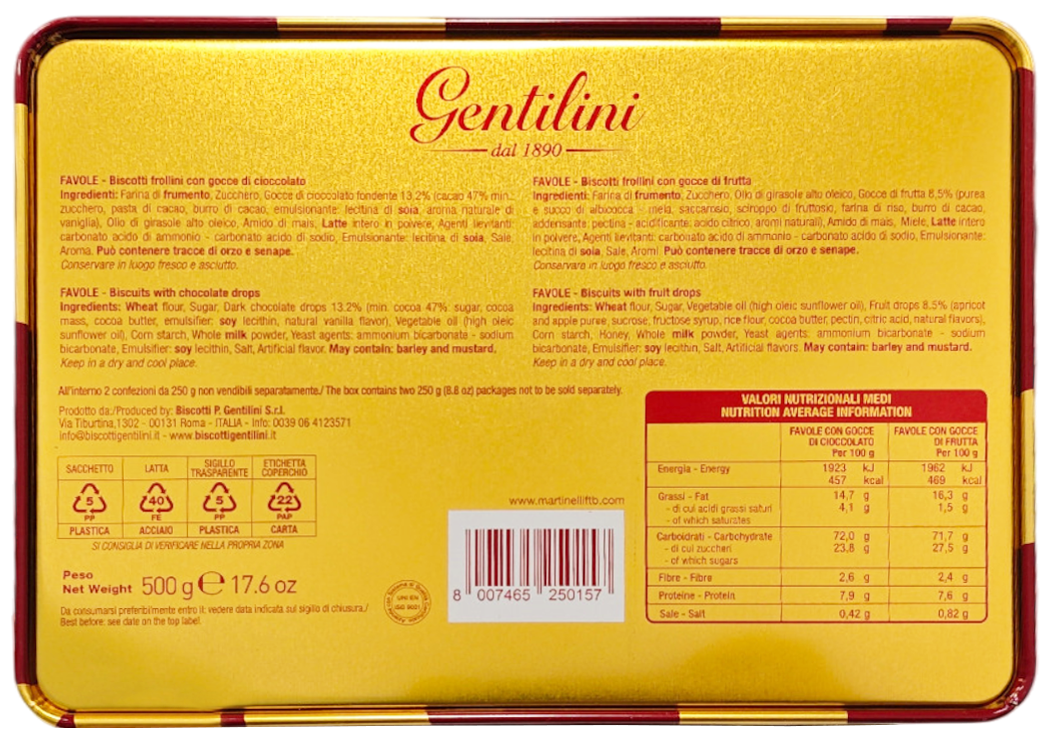 Gentilini
dal 1890
FAVOLE - Biscotti frollini con gocce di cioccolato
Ingredienti: Farina di frumento, Zucchero, Gocce di cioccolato fondente 13,2% (cacao 47% min.,
zucchero, pasta di cacao, burro di cacao, emulsionante: lecitina di soia, aroma naturale di
vaniglia), Olio di girasole alto oleico, Amido di mais, Latte intero in polvere, Agenti lievitanti:
carbonato acido di ammonio - carbonato acido di sodio, Emulsionante: lecitina di soia, Sale,
Aroma. Può contenere tracce di orzo e senape.
Conservare in luogo fresco e asciutto.
FAVOLE - Biscuits with chocolate drops
Ingredients: Wheat flour, Sugar, Dark chocolate drops 13.2% (min. cocoa 47%, sugar, cocoa
mass, cocoa butter, emulsifier: soy lecithin, natural vanilla flavor), Vegetable oil (high oleic
sunflower oil), Corn starch, Whole milk powder, Yeast agents: ammonium bicarbonate - sodium
bicarbonate, Emulsifier: soy lecithin, Salt, Artificial flavor. May contain: barley and mustard.
Keep in a dry and cool place.
FAVOLE - Biscotti frollini con gocce di frutta
Ingredienti: Farina di frumento, Zucchero, Olio di girasole alto oleico, Gocce di frutta 8,5% (purea
e succo di albicocca - mela, saccarosio, sciroppo di fruttosio, farina di riso, burro di cacao,
addensante: pectina - acidificante: acido citrico, aromi naturali), Amido di mais, Miele, Latte intero
in polvere, Agenti lievitanti: carbonato acido di ammonio - carbonato acido di sodio, Emulsionante:
lecitina di soia, Sale, Aromi. Può contenere tracce di orzo e senape.
Conservare in luogo fresco e asciutto.
FAVOLE - Biscuits with fruit drops
Ingredients: Wheat flour, Sugar, Vegetable oil (high oleic sunflower oil), Fruit drops 8.5% (apricot
and apple puree, sucrose, fructose syrup, rice flour, cocoa butter, pectin, citric acid, natural flavors),
Corn starch, Honey, Whole milk powder, Yeast agents: ammonium bicarbonate - sodium
bicarbonate, Emulsifier: soy lecithin, Salt, Artificial flavors. May contain: barley and mustard.
Keep in a dry and cool place.
All'interno 2 confezioni da 250 g non vendibili separatamente./ The box contains two 250 g (8.8 oz) packages not to be sold separately.
Prodotto da:/Produced by: Biscotti P. Gentilini S.r.l.
Via Tiburtina,1302 - 00131 Roma - ITALIA - Info: 0039 06 4123571
info@biscottigentilini.it - www.biscottigentilini.it
SACCHETTO LATTA SIGILLO TRASPARENTE ETICHETTA COPERCHIO
5 40 5 22
PP FE PP PAP
PLASTICA ACCIAIO PLASTICA CARTA
SI CONSIGLIA DI VERIFICARE NELLA PROPRIA ZONA
Peso
Net Weight 500 g ℮ 17.6 oz
Da consumarsi preferibilmente entro il: vedere data indicata sul sigillo di chiusura./
Best before: see date on the top label.
UNI EN
ISO 9001
www.martinelliftb.com
8 007465 250157
VALORI NUTRIZIONALI MEDI
NUTRITION AVERAGE INFORMATION
FAVOLE CON GOCCE FAVOLE CON GOCCE
DI CIOCCOLATO DI FRUTTA
Per 100 g Per 100 g
Energia - Energy 1923 kJ 1962 kJ
457 kcal 469 kcal
Grassi - Fat 14,7 g 16,3 g
- di cui acidi grassi saturi 4,1 g 1,5 g
- of which saturates
Carboidrati - Carbohydrate 72,0 g 71,7 g
- di cui zuccheri 23,8 g 27,5 g
- of which sugars
Fibre - Fibre 2,6 g 2,4 g
Proteine - Protein 7,9 g 7,6 g
Sale - Salt 0,42 g 0,82 g